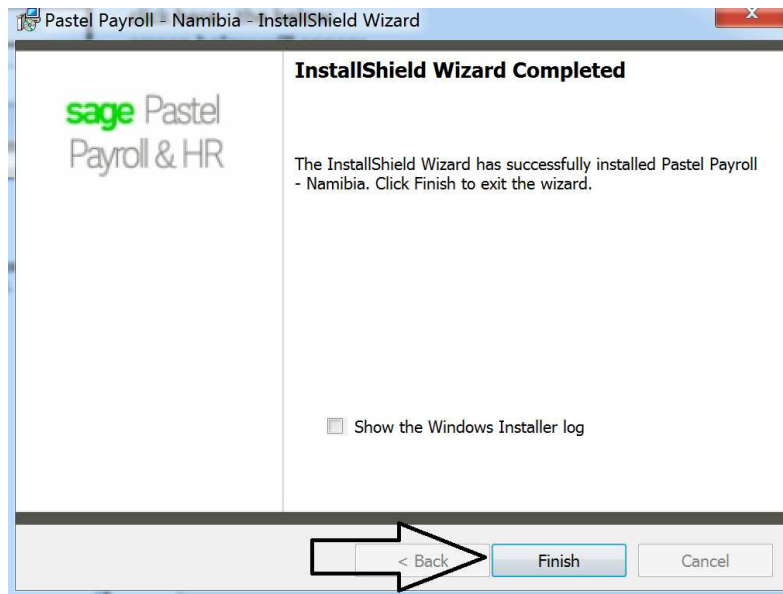 Pastel Payroll - Namibia - InstallShield Wizard
InstallShield Wizard Completed
sage Pastel
Payroll & HR
The InstallShield Wizard has successfully installed Pastel Payroll
- Namibia. Click Finish to exit the wizard.
Show the Windows Installer log
< Back
Finish
Cancel